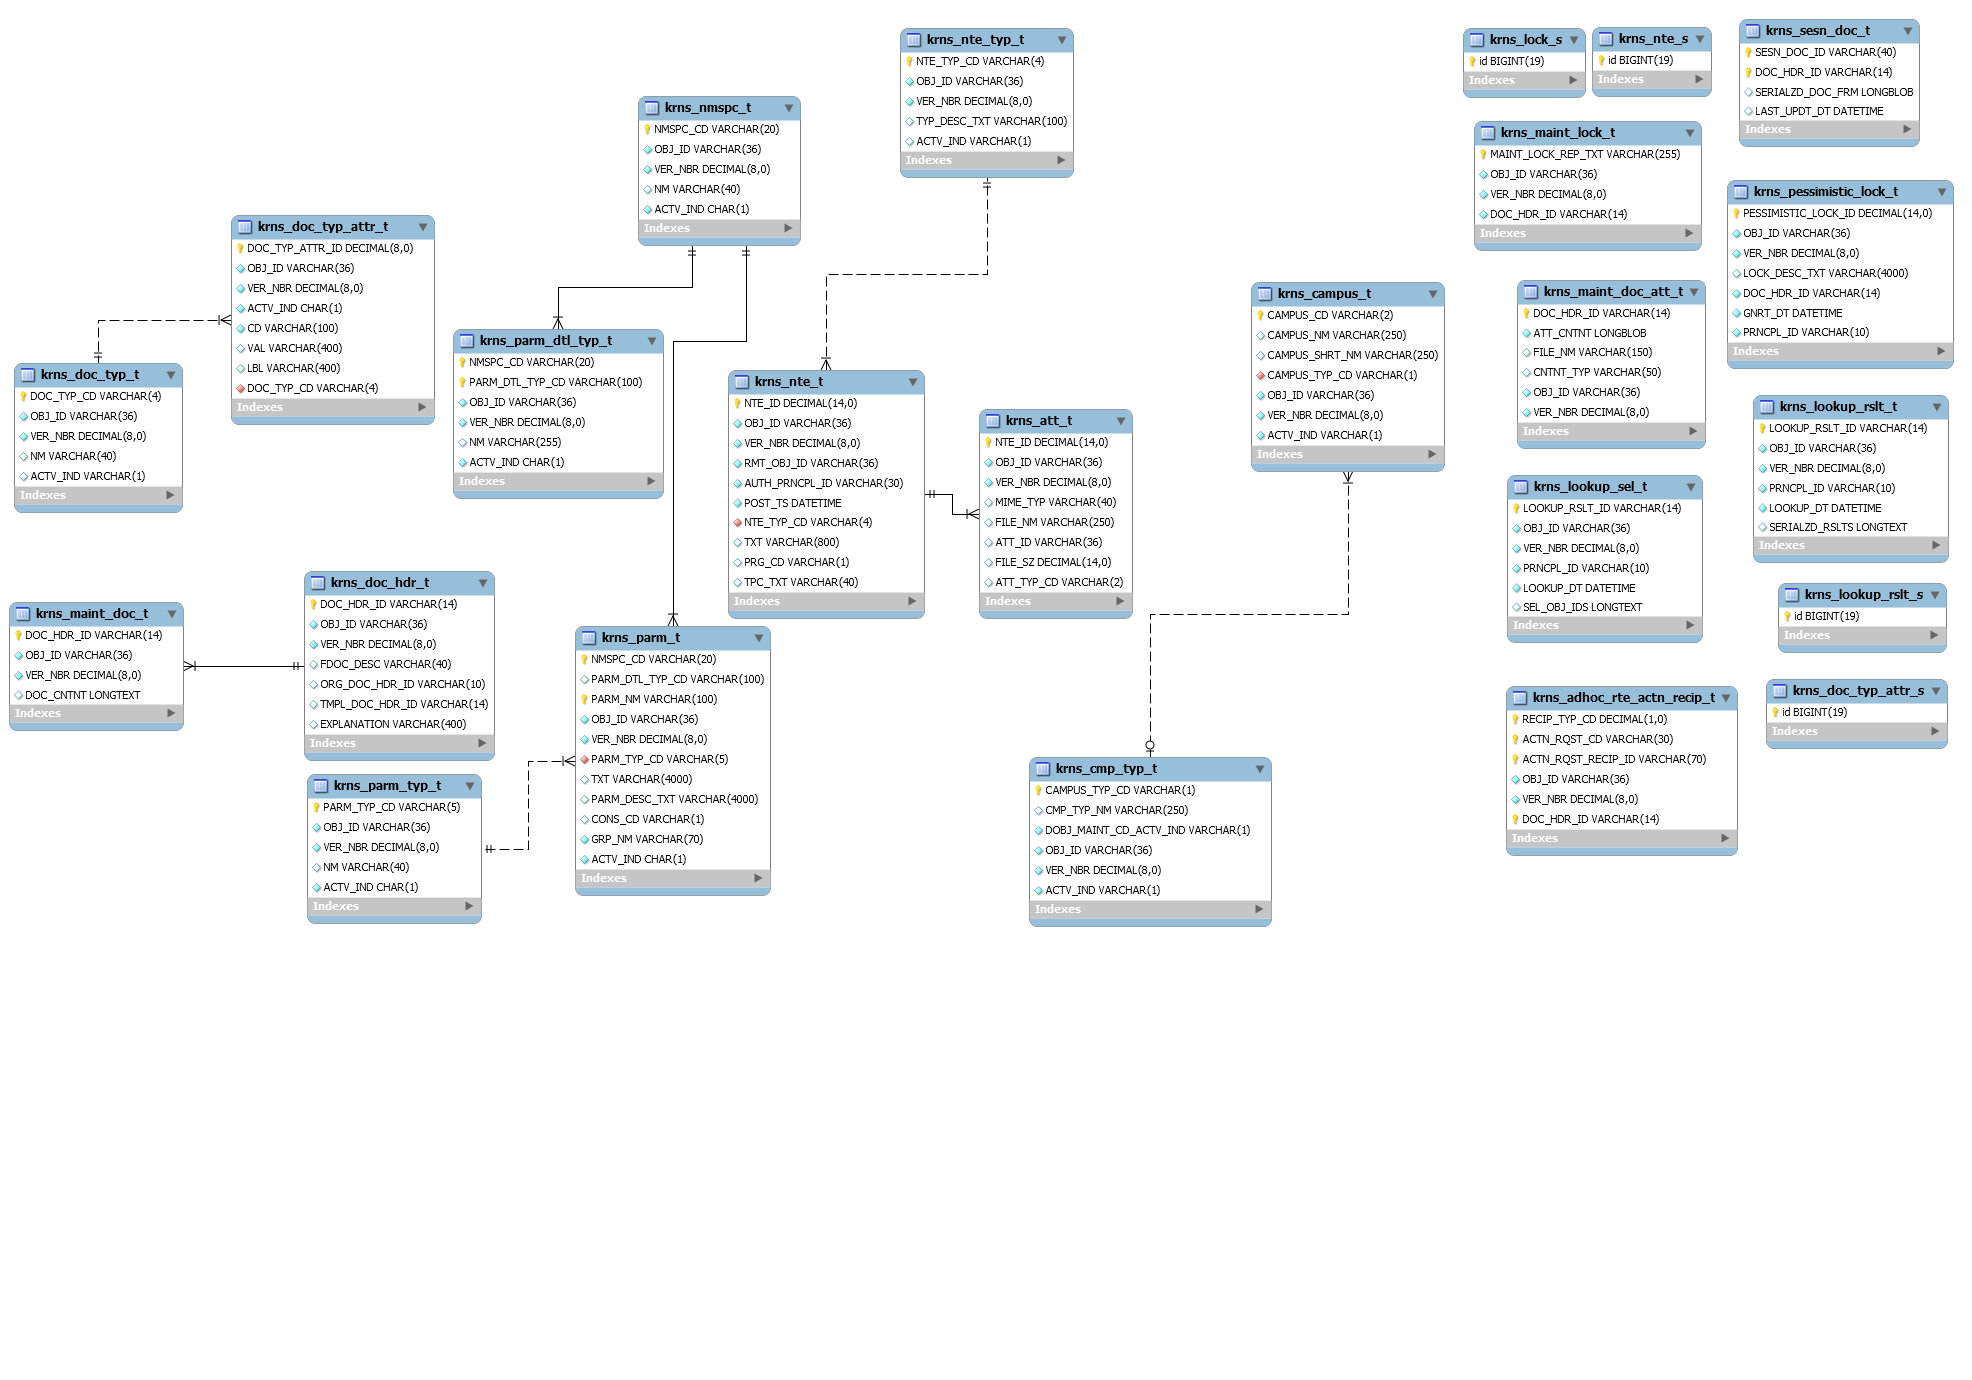 krns_nte_typ_t
NTE_TYP_CD VARCHAR(4)
OBJ_ID VARCHAR(36)
VER_NBR DECIMAL(8,0)
TYP_DESC_TXT VARCHAR(100)
ACTV_IND VARCHAR(1)
Indexes
krns_lock_s
id BIGINT(19)
Indexes
krns_nte_s
id BIGINT(19)
Indexes
krns_sesn_doc_t
SESN_DOC_ID VARCHAR(40)
DOC_HDR_ID VARCHAR(14)
SERIALZD_DOC_FRM LONGBLOB
LAST_UPDT_DT DATETIME
Indexes
krns_nmspc_t
NMSPC_CD VARCHAR(20)
OBJ_ID VARCHAR(36)
VER_NBR DECIMAL(8,0)
NM VARCHAR(40)
ACTV_IND CHAR(1)
Indexes
krns_maint_lock_t
MAINT_LOCK_REP_TXT VARCHAR(255)
OBJ_ID VARCHAR(36)
VER_NBR DECIMAL(8,0)
DOC_HDR_ID VARCHAR(14)
Indexes
krns_pessimistic_lock_t
PESSIMISTIC_LOCK_ID DECIMAL(14,0)
OBJ_ID VARCHAR(36)
VER_NBR DECIMAL(8,0)
LOCK_DESC_TXT VARCHAR(4000)
DOC_HDR_ID VARCHAR(14)
GNRT_DT DATETIME
PRNCPL_ID VARCHAR(10)
Indexes
krns_doc_typ_attr_t
DOC_TYP_ATTR_ID DECIMAL(8,0)
OBJ_ID VARCHAR(36)
VER_NBR DECIMAL(8,0)
ACTV_IND CHAR(1)
CD VARCHAR(100)
VAL VARCHAR(400)
LBL VARCHAR(400)
DOC_TYP_CD VARCHAR(4)
Indexes
krns_campus_t
CAMPUS_CD VARCHAR(2)
CAMPUS_NM VARCHAR(250)
CAMPUS_SHRT_NM VARCHAR(250)
CAMPUS_TYP_CD VARCHAR(1)
OBJ_ID VARCHAR(36)
VER_NBR DECIMAL(8,0)
ACTV_IND VARCHAR(1)
Indexes
krns_maint_doc_att_t
DOC_HDR_ID VARCHAR(14)
ATT_CNTNT LONGBLOB
FILE_NM VARCHAR(150)
CNTNT_TYP VARCHAR(50)
OBJ_ID VARCHAR(36)
VER_NBR DECIMAL(8,0)
Indexes
krns_parm_dtl_typ_t
NMSPC_CD VARCHAR(20)
PARM_DTL_TYP_CD VARCHAR(100)
OBJ_ID VARCHAR(36)
VER_NBR DECIMAL(8,0)
NM VARCHAR(255)
ACTV_IND CHAR(1)
Indexes
krns_doc_typ_t
DOC_TYP_CD VARCHAR(4)
OBJ_ID VARCHAR(36)
VER_NBR DECIMAL(8,0)
NM VARCHAR(40)
ACTV_IND VARCHAR(1)
Indexes
krns_nte_t
NTE_ID DECIMAL(14,0)
OBJ_ID VARCHAR(36)
VER_NBR DECIMAL(8,0)
RMT_OBJ_ID VARCHAR(36)
AUTH_PRNCPL_ID VARCHAR(30)
POST_TS DATETIME
NTE_TYP_CD VARCHAR(4)
TXT VARCHAR(800)
PRG_CD VARCHAR(1)
TPC_TXT VARCHAR(40)
Indexes
krns_att_t
NTE_ID DECIMAL(14,0)
OBJ_ID VARCHAR(36)
VER_NBR DECIMAL(8,0)
MIME_TYP VARCHAR(40)
FILE_NM VARCHAR(250)
ATT_ID VARCHAR(36)
FILE_SZ DECIMAL(14,0)
ATT_TYP_CD VARCHAR(2)
Indexes
krns_lookup_rslt_t
LOOKUP_RSLT_ID VARCHAR(14)
OBJ_ID VARCHAR(36)
VER_NBR DECIMAL(8,0)
PRNCPL_ID VARCHAR(10)
LOOKUP_DT DATETIME
SERIALZD_RSLTS LONGTEXT
Indexes
krns_lookup_sel_t
LOOKUP_RSLT_ID VARCHAR(14)
OBJ_ID VARCHAR(36)
VER_NBR DECIMAL(8,0)
PRNCPL_ID VARCHAR(10)
LOOKUP_DT DATETIME
SEL_OBJ_IDS LONGTEXT
Indexes
krns_maint_doc_t
DOC_HDR_ID VARCHAR(14)
OBJ_ID VARCHAR(36)
VER_NBR DECIMAL(8,0)
DOC_CNTNT LONGTEXT
Indexes
krns_doc_hdr_t
DOC_HDR_ID VARCHAR(14)
OBJ_ID VARCHAR(36)
VER_NBR DECIMAL(8,0)
FDOC_DESC VARCHAR(40)
ORG_DOC_HDR_ID VARCHAR(10)
TMPL_DOC_HDR_ID VARCHAR(14)
EXPLANATION VARCHAR(400)
Indexes
krns_lookup_rslt_s
id BIGINT(19)
Indexes
krns_parm_t
NMSPC_CD VARCHAR(20)
PARM_DTL_TYP_CD VARCHAR(100)
PARM_NM VARCHAR(100)
OBJ_ID VARCHAR(36)
VER_NBR DECIMAL(8,0)
PARM_TYP_CD VARCHAR(5)
TXT VARCHAR(4000)
PARM_DESC_TXT VARCHAR(4000)
CONS_CD VARCHAR(1)
GRP_NM VARCHAR(70)
ACTV_IND CHAR(1)
Indexes
krns_doc_typ_attr_s
id BIGINT(19)
Indexes
krns_adhoc_rte_actn_recip_t
RECIP_TYP_CD DECIMAL(1,0)
ACTN_RQST_CD VARCHAR(30)
ACTN_RQST_RECIP_ID VARCHAR(70)
OBJ_ID VARCHAR(36)
VER_NBR DECIMAL(8,0)
DOC_HDR_ID VARCHAR(14)
Indexes
krns_parm_typ_t
PARM_TYP_CD VARCHAR(5)
OBJ_ID VARCHAR(36)
VER_NBR DECIMAL(8,0)
NM VARCHAR(40)
ACTV_IND CHAR(1)
Indexes
krns_cmp_typ_t
CAMPUS_TYP_CD VARCHAR(1)
CMP_TYP_NM VARCHAR(250)
DOBJ_MAINT_CD_ACTV_IND VARCHAR(1)
OBJ_ID VARCHAR(36)
VER_NBR DECIMAL(8,0)
ACTV_IND VARCHAR(1)
Indexes